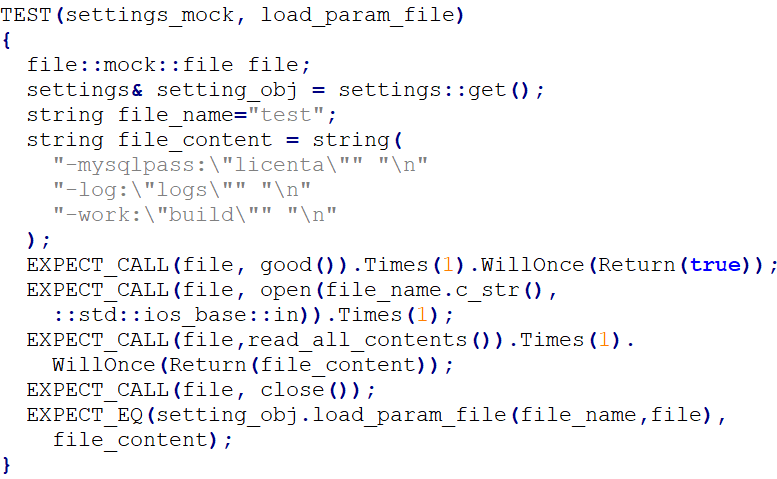 TEST(settings_mock, load_param_file)
{
  file::mock::file file;
  settings& setting_obj = settings::get();
  string file_name="test";
  string file_content = string(
    "-mysqlpass:\"licenta\"" "\n"
    "-log:\"logs\"" "\n"
    "-work:\"build\"" "\n"
  );
  EXPECT_CALL(file, good()).Times(1).WillOnce(Return(true));
  EXPECT_CALL(file, open(file_name.c_str(),
    ::std::ios_base::in)).Times(1);
  EXPECT_CALL(file,read_all_contents()).Times(1).
    WillOnce(Return(file_content));
  EXPECT_CALL(file, close());
  EXPECT_EQ(setting_obj.load_param_file(file_name,file),
    file_content);
}